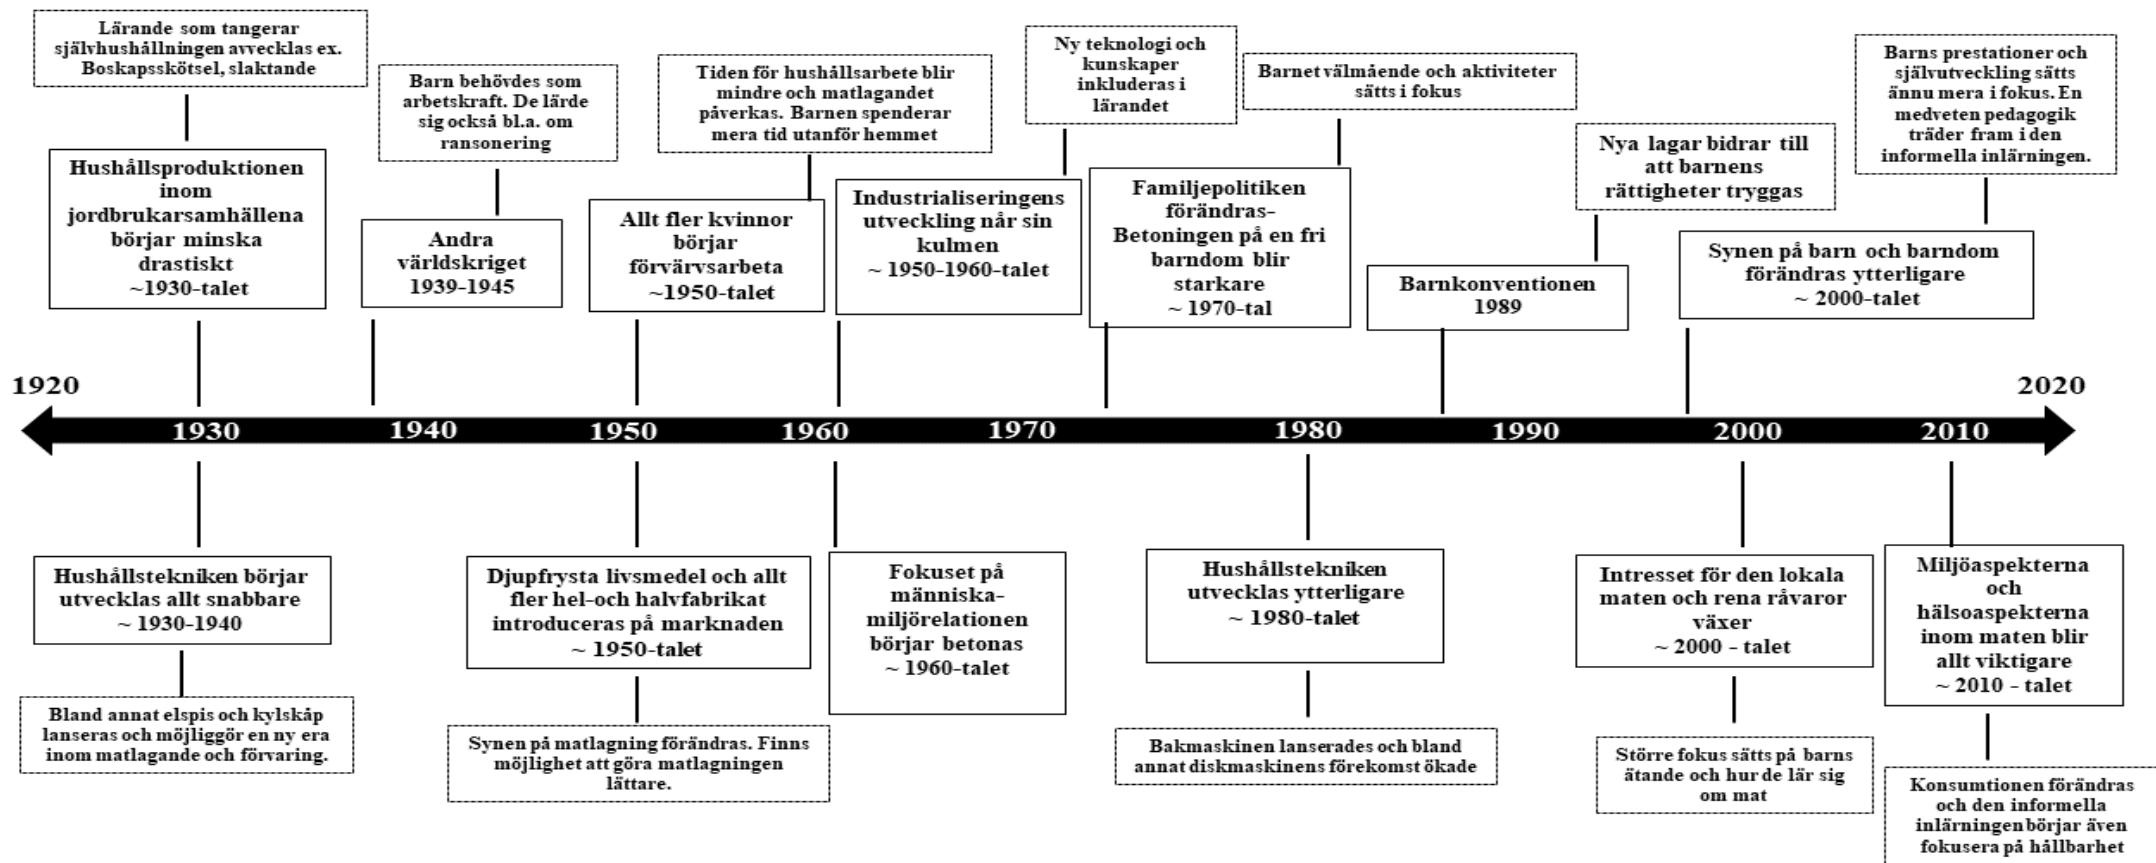 Lärande som tangerar
självhushållningen avvecklas ex.
Boskapsskötsel, slaktande
Hushållsproduktionen
inom
jordbrukarsamhällena
börjar minska
drastiskt
~1930-talet
Barn behövdes som
arbetskraft. De lärde
sig också bl.a. om
ransonering
Andra
världskriget
1939-1945
Tiden för hushållsarbete blir
mindre och matlagandet
påverkas. Barnen spenderar
mera tid utanför hemmet
Allt fler kvinnor
börjar
förvärvsarbeta
~1950-talet
Ny teknologi och
kunskaper
inkluderas i
lärandet
Industrialiseringens
utveckling når sin
kulmen
~ 1950-1960-talet
Barnet välmående och aktiviteter
sätts i fokus
Familjepolitiken
förändras-
Betoningen på en fri
barndom blir
starkare
~ 1970-tal
Nya lagar bidrar till
att barnens
rättigheter tryggas
Barnkonventionen
1989
Barns prestationer och
självutveckling sätts
ännu mera i fokus. En
medveten pedagogik
träder fram i den
informella inlärningen.
Synen på barn och barndom
förändras ytterligare
~ 2000-talet
1920
2020
1930 1940 1950 1960 1970 1980 1990 2000 2010
Hushållstekniken börjar
utvecklas allt snabbare
~ 1930-1940
Bland annat elspis och kylskåp
lanseras och möjliggör en ny era
inom matlagande och förvaring.
Djupfrysta livsmedel och allt
fler hel-och halvfabrikat
introduceras på marknaden
~ 1950-talet
Synen på matlagning förändras. Finns
möjlighet att göra matlagningen
lättare.
Fokuset på
människa-
miljörelationen
börjar betonas
~ 1960-talet
Hushållstekniken
utvecklas ytterligare
~ 1980-talet
Bakmaskinen lanserades och bland
annat diskmaskinens förekomst ökade
Intresset för den lokala
maten och rena råvaror
växer
~ 2000 - talet
Större fokus sätts på barns
ätande och hur de lär sig
om mat
Miljöaspekterna
och
hälsoaspekterna
inom maten blir
allt viktigare
~ 2010 - talet
Konsumtionen förändras
och den informella
inlärningen börjar även
fokusera på hållbarhet